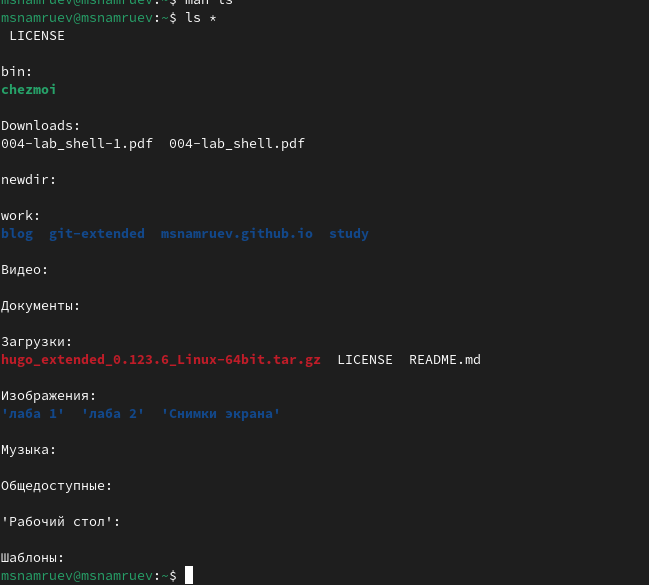 msnamruev@msnamruev:~$ man ls
msnamruev@msnamruev:~$ ls *
LICENSE
bin:
chezmoi
Downloads:
004-lab_shell-1.pdf  004-lab_shell.pdf
newdir:
work:
blog  git-extended  msnamruev.github.io  study
Видео:
Документы:
Загрузки:
hugo_extended_0.123.6_Linux-64bit.tar.gz  LICENSE  README.md
Изображения:
'лаба 1'  'лаба 2'  'Снимки экрана'
Музыка:
Общедоступные:
'Рабочий стол':
Шаблоны:
msnamruev@msnamruev:~$